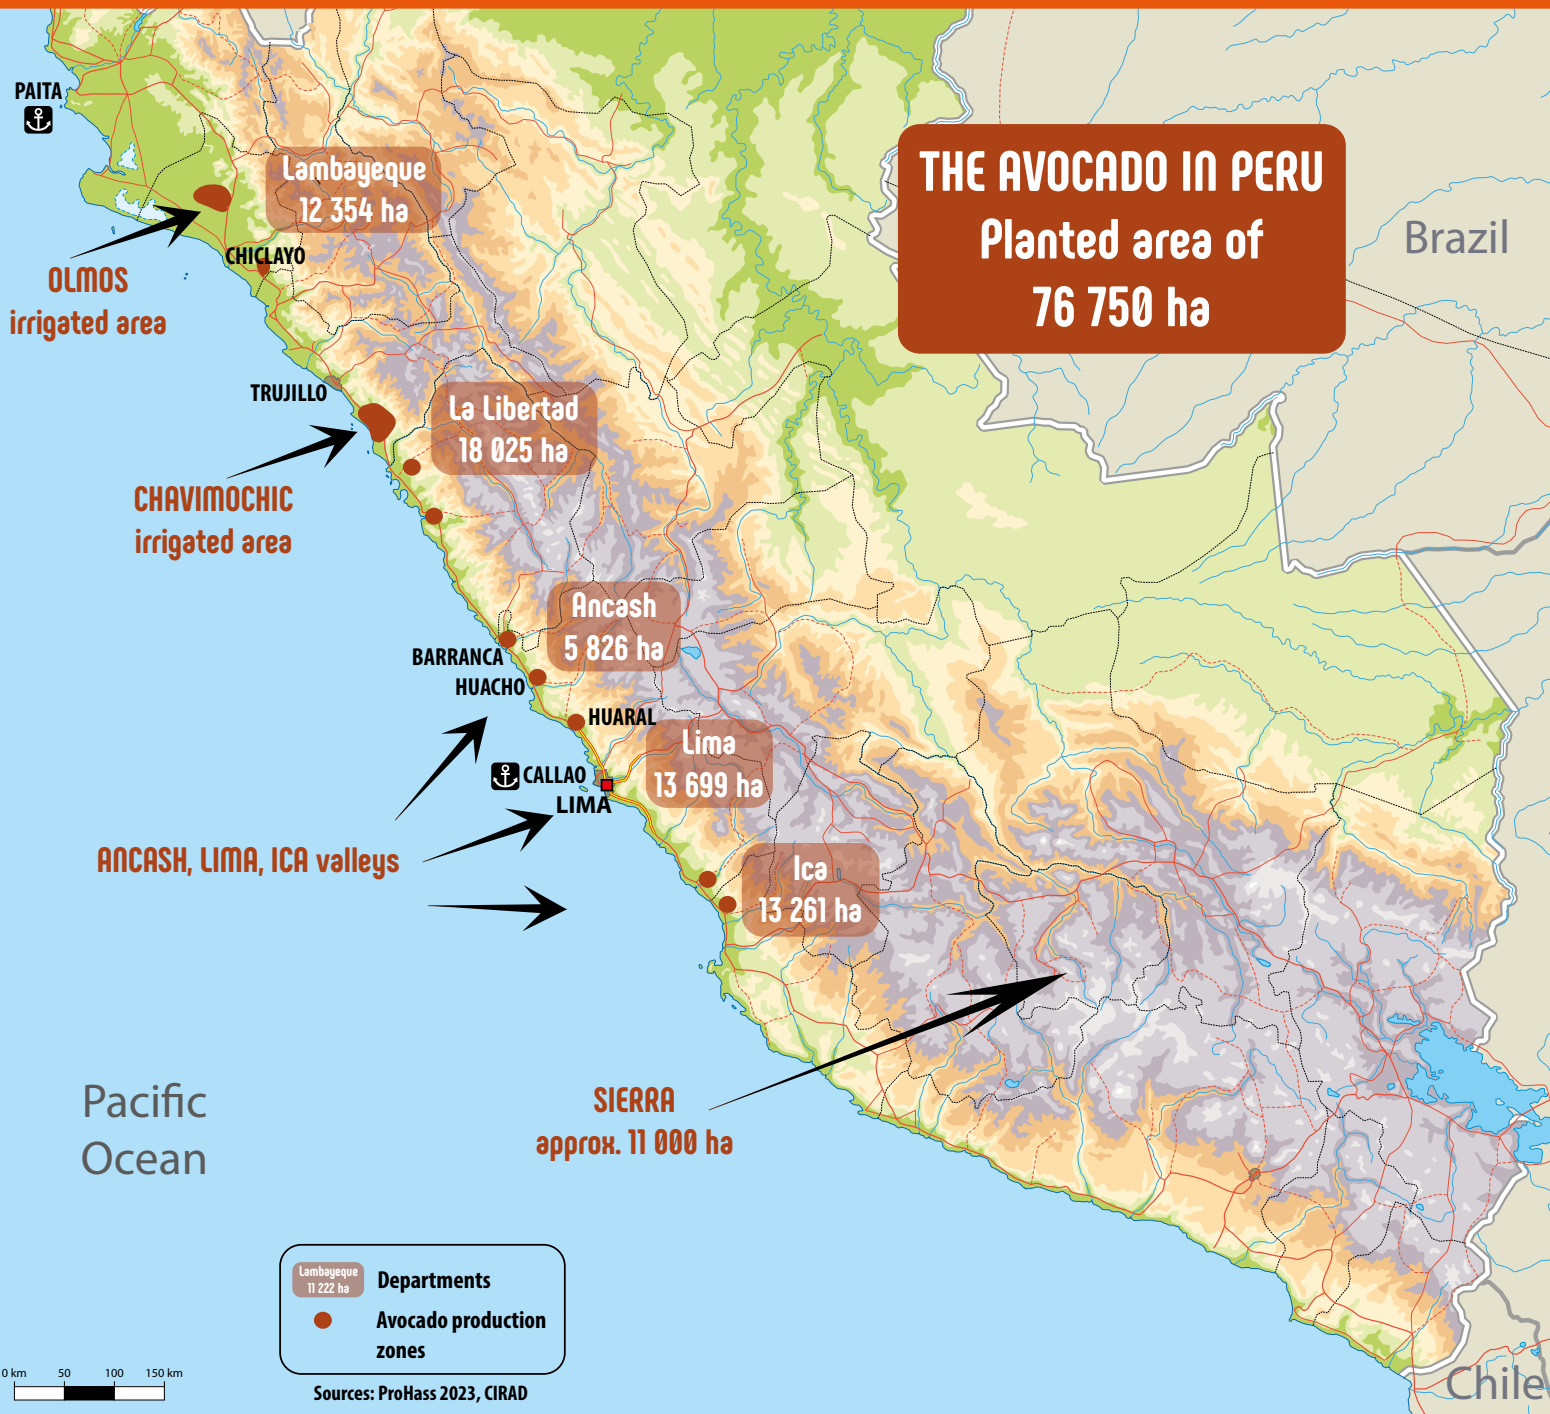 THE AVOCADO IN PERU
Planted area of
76 750 ha
Brazil
PAITA
Lambayeque
12 354 ha
CHICLAYO
OLMOS
irrigated area
TRUJILLO
La Libertad
18 025 ha
CHAVIMOCHIC
irrigated area
Ancash
5 826 ha
BARRANCA
HUACHO
HUARAL
Lima
13 699 ha
CALLAO
LIMA
ANCASH, LIMA, ICA valleys
Ica
13 261 ha
SIERRA
approx. 11 000 ha
Pacific
Ocean
Lambayeque
11 222 ha
Departments
Avocado production
zones
0 km 50 100 150 km
Sources: ProHass 2023, CIRAD
Chile